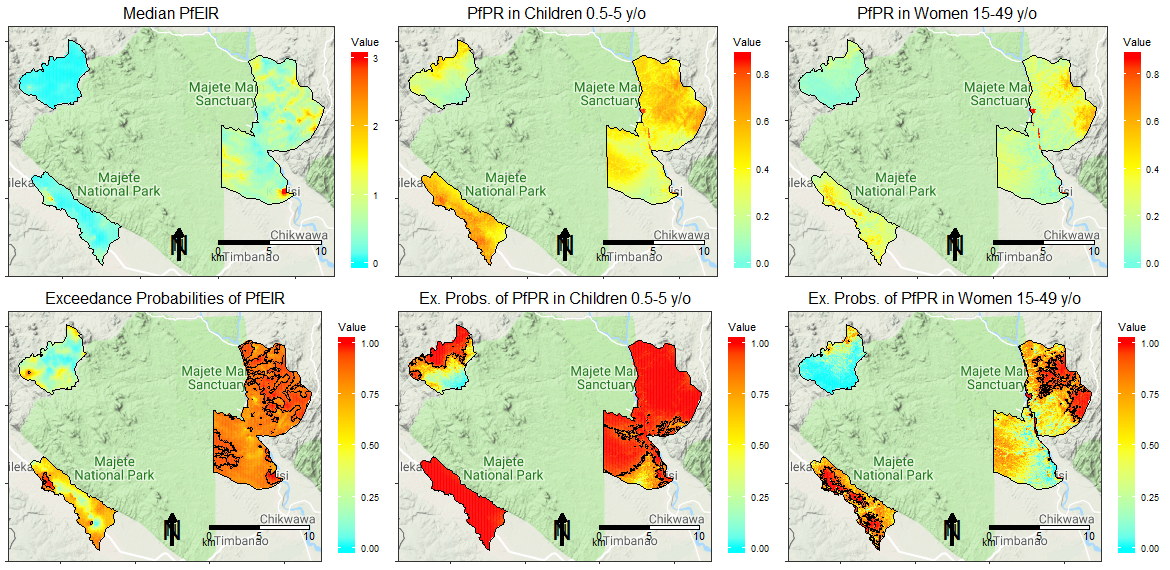 Median PfEIR
Value
3
2
1
0
Majete Ma
Sanctuary
Majete
National Park
ileka
isi
Chikwawa
Timbanao
N
0 5 10
km
PfPR in Children 0.5-5 y/o
Value
0.8
0.6
0.4
0.2
0.0
Majete Ma
Sanctuary
Majete
National Park
ileka
isi
Chikwawa
Timbanao
N
0 5 10
km
PfPR in Women 15-49 y/o
Value
0.8
0.6
0.4
0.2
0.0
Majete Mal
Sanctuary
Majete
National Park
ileka
isi
Chikwawa
Timbanao
N
0 5 10
km
Exceedance Probabilities of PfEIR
Value
1.00
0.75
0.50
0.25
0.00
Majete Ma
Sanctuary
Majete
National Park
ileka
isi
Chikwawa
Timbanao
N
0 5 10
km
Ex. Probs. of PfPR in Children 0.5-5 y/o
Value
1.00
0.75
0.50
0.25
0.00
Majete Ma
Sanctuary
Majete
National Park
ileka
isi
Chikwawa
Timbanao
N
0 5 10
km
Ex. Probs. of PfPR in Women 15-49 y/o
Value
1.00
0.75
0.50
0.25
0.00
Majete Ma
Sanctuary
Majete
National Park
ileka
isi
Chikwawa
Timbanao
N
0 5 10
km